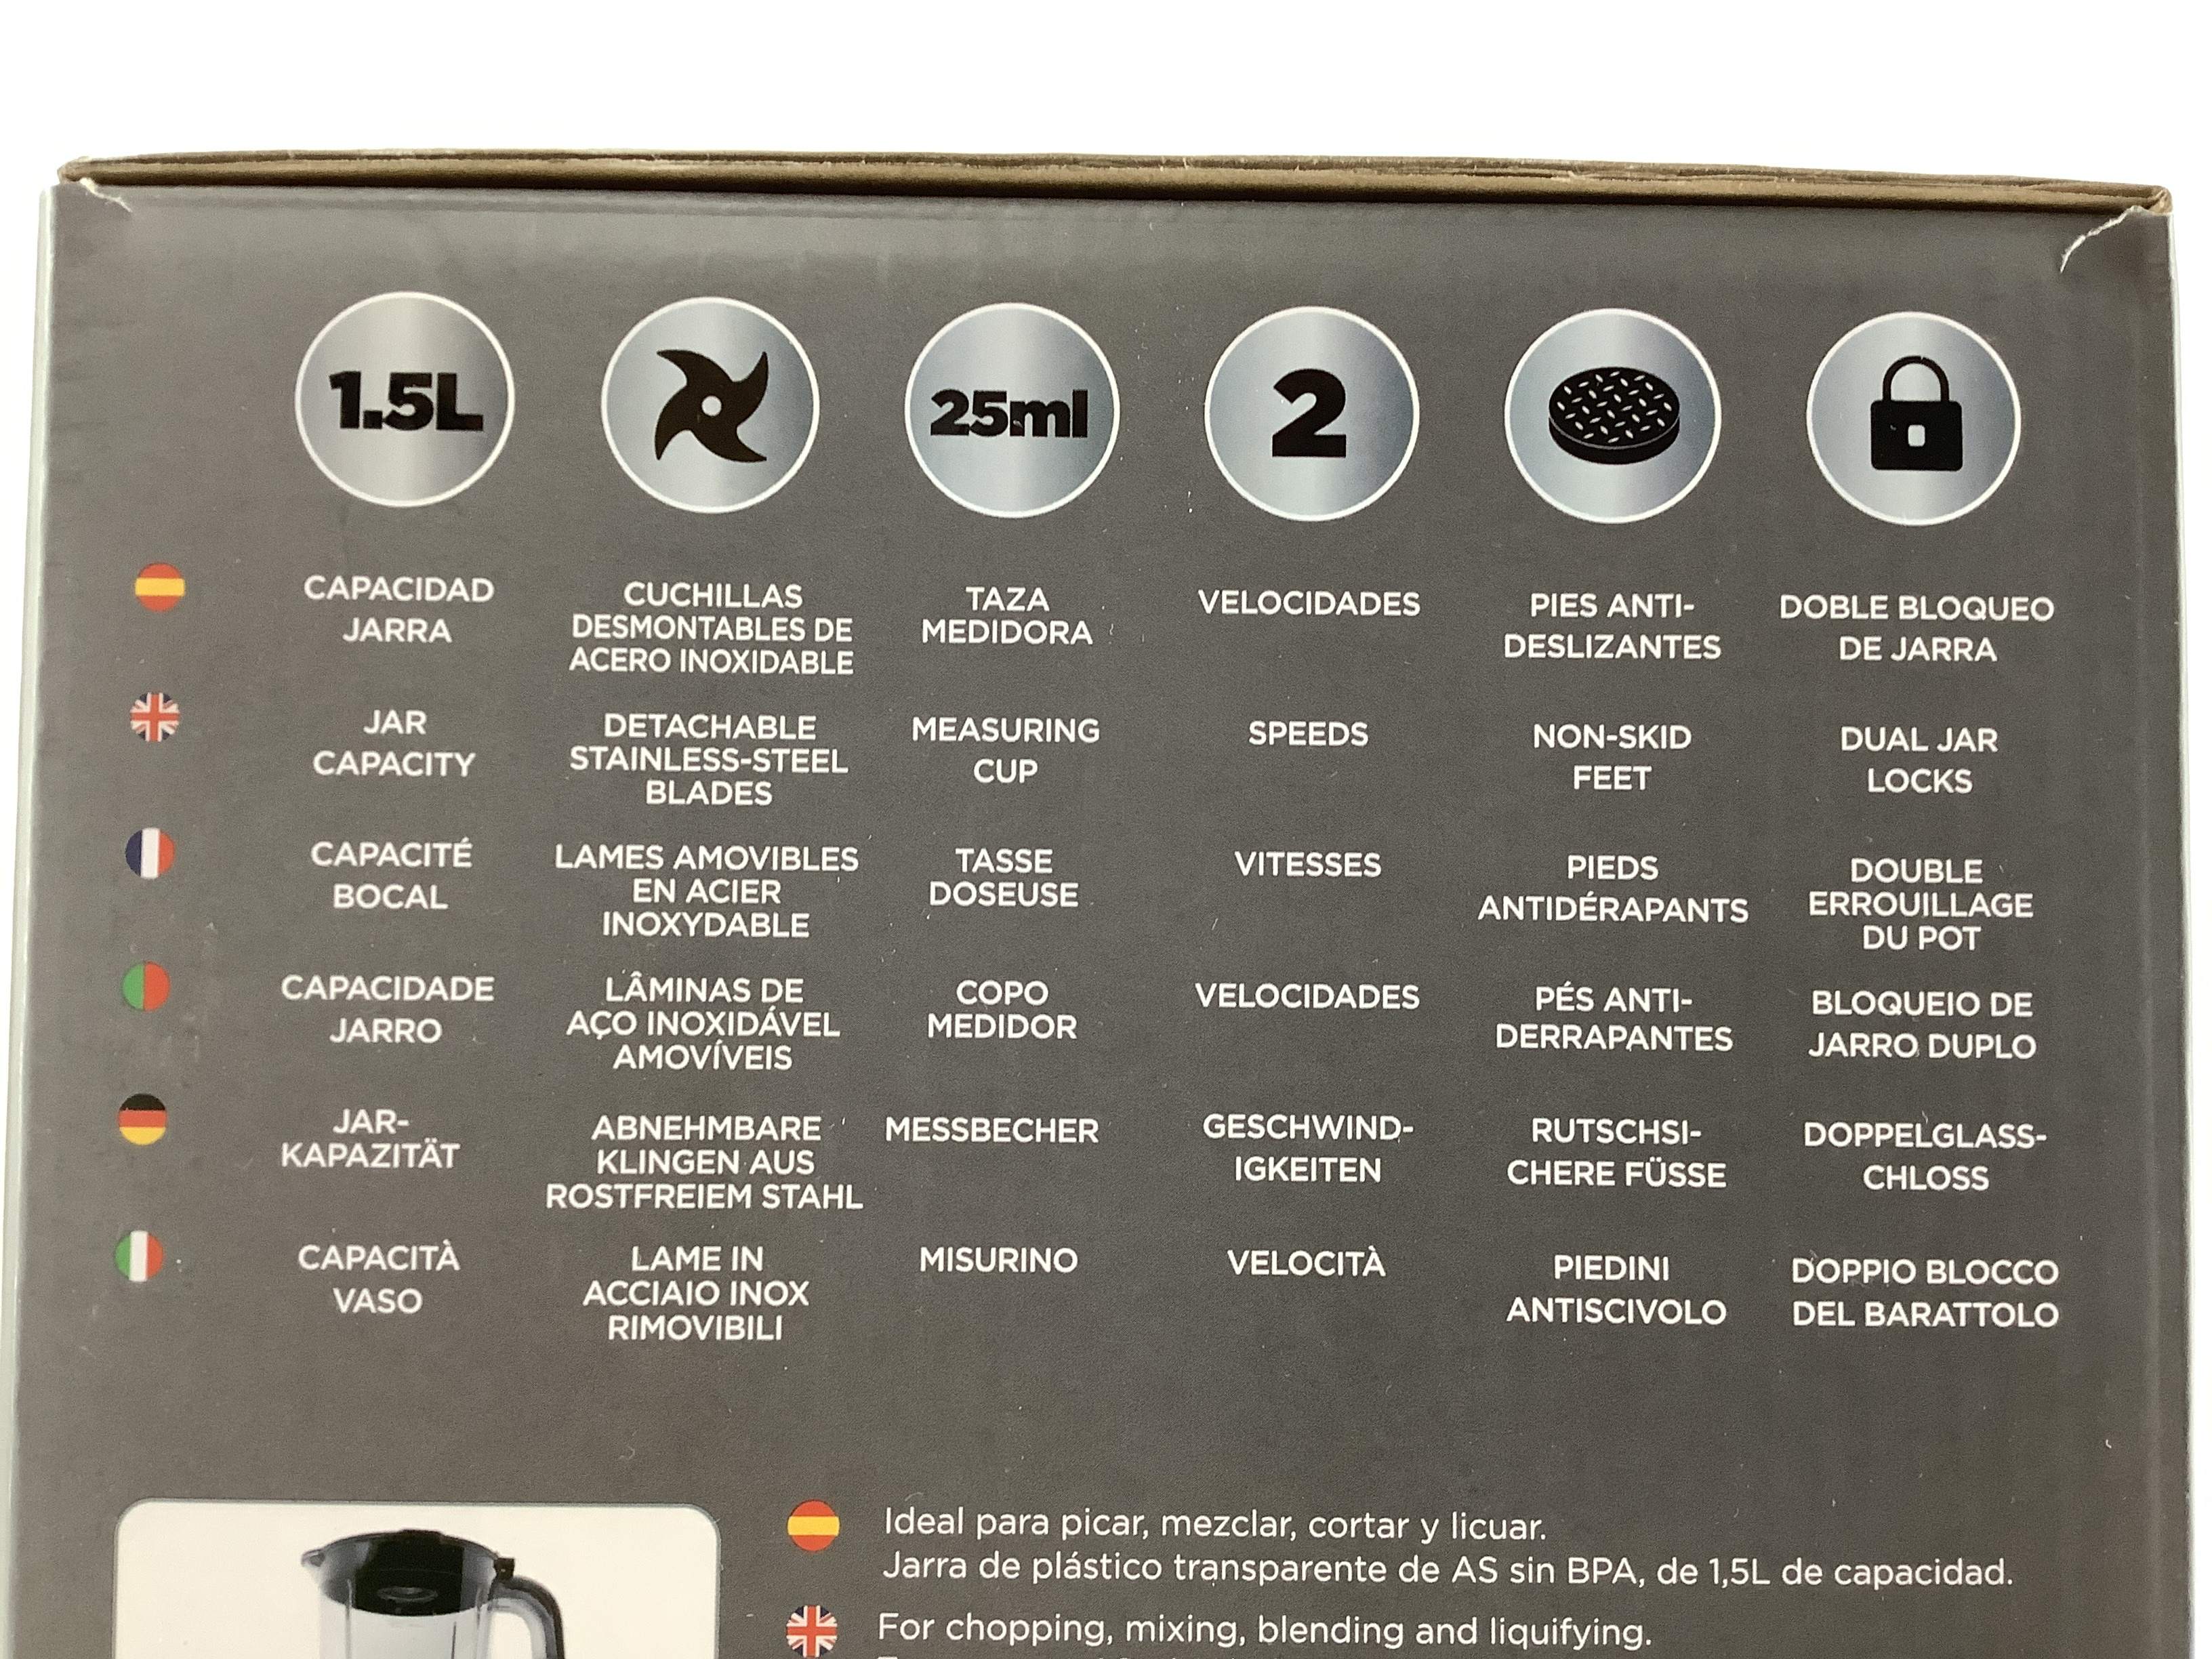 1.5L
25ml
2
CAPACIDAD
JARRA
CUCHILLAS
DESMONTABLES DE
ACERO INOXIDABLE
TAZA
MEDIDORA
VELOCIDADES
PIES ANTI-
DESLIZANTES
DOBLE BLOQUEO
DE JARRA
JAR
CAPACITY
DETACHABLE
STAINLESS-STEEL
BLADES
MEASURING
CUP
SPEEDS
NON-SKID
FEET
DUAL JAR
LOCKS
CAPACITÉ
BOCAL
LAMES AMOVIBLES
EN ACIER
INOXYDABLE
TASSE
DOSEUSE
VITESSES
PIEDS
ANTIDÉRAPANTS
DOUBLE
ERROUILLAGE
DU POT
CAPACIDADE
JARRO
LÂMINAS DE
AÇO INOXIDÁVEL
AMOVÍVEIS
COPO
MEDIDOR
VELOCIDADES
PÉS ANTI-
DERRAPANTES
BLOQUEIO DE
JARRO DUPLO
JAR-
KAPAZITÄT
ABNEHMBARE
KLINGEN AUS
ROSTFREIEM STAHL
MESSBECHER
GESCHWIND-
IGKEITEN
RUTSCHSI-
CHERE FÜSSE
DOPPELGLASS-
CHLOSS
CAPACITÀ
VASO
LAME IN
ACCIAIO INOX
RIMOVIBILI
MISURINO
VELOCITÀ
PIEDINI
ANTISCIVOLO
DOPPIO BLOCCO
DEL BARATTOLO
Ideal para picar, mezclar, cortar y licuar.
Jarra de plástico transparente de AS sin BPA, de 1,5L de capacidad.
For chopping, mixing, blending and liquifying.